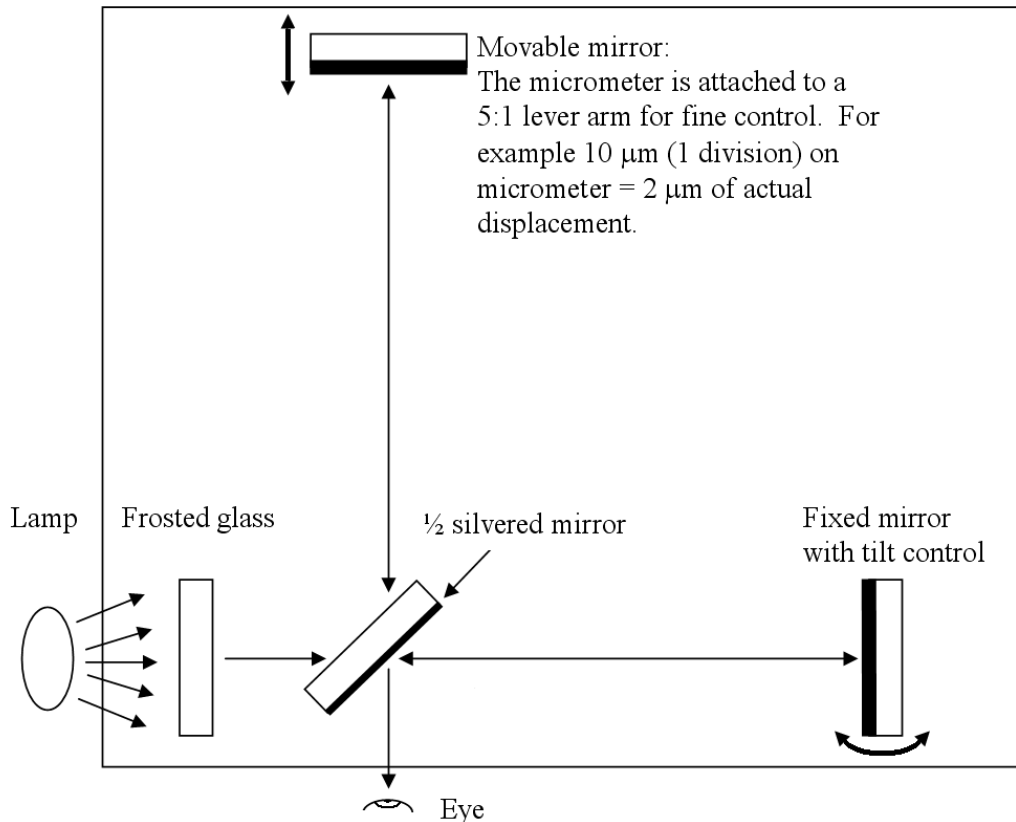 Movable mirror:
The micrometer is attached to a
5:1 lever arm for fine control.  For
example 10 μm (1 division) on
micrometer = 2 μm of actual
displacement.
Lamp
Frosted glass
½ silvered mirror
Fixed mirror
with tilt control
Eye